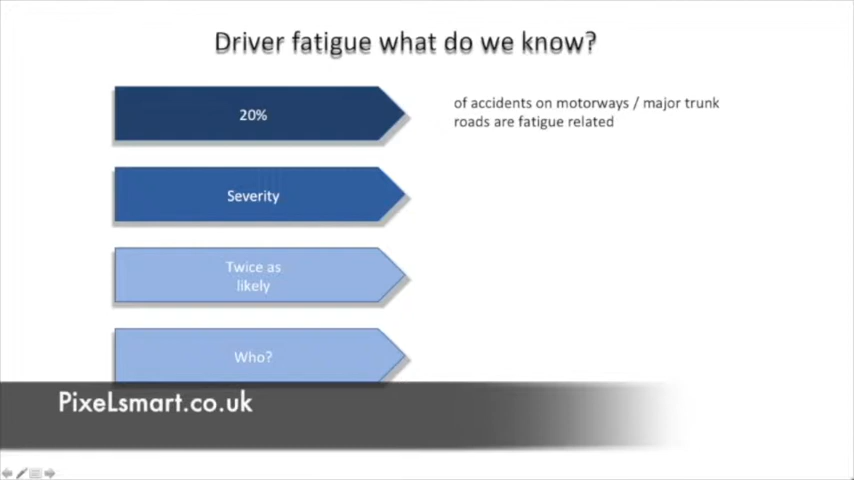 Driver fatigue what do we know?
20%
of accidents on motorways / major trunk
roads are fatigue related
Severity
Twice as
likely
Who?
PixeLsmart.co.uk